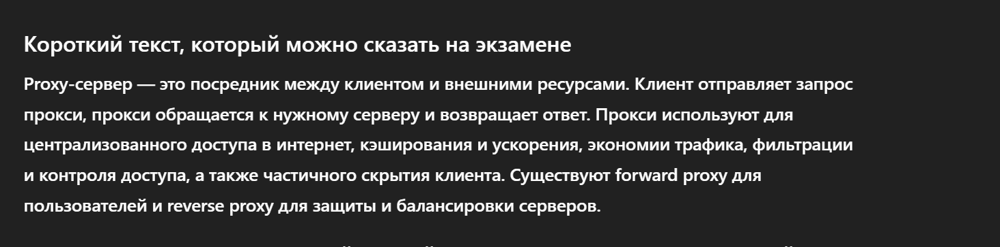 Короткий текст, который можно сказать на экзамене
Proxy-сервер — это посредник между клиентом и внешними ресурсами. Клиент отправляет запрос
прокси, прокси обращается к нужному серверу и возвращает ответ. Прокси используют для
централизованного доступа в интернет, кэширования и ускорения, экономии трафика, фильтрации
и контроля доступа, а также частичного скрытия клиента. Существуют forward proxy для
пользователей и reverse proxy для защиты и балансировки серверов.